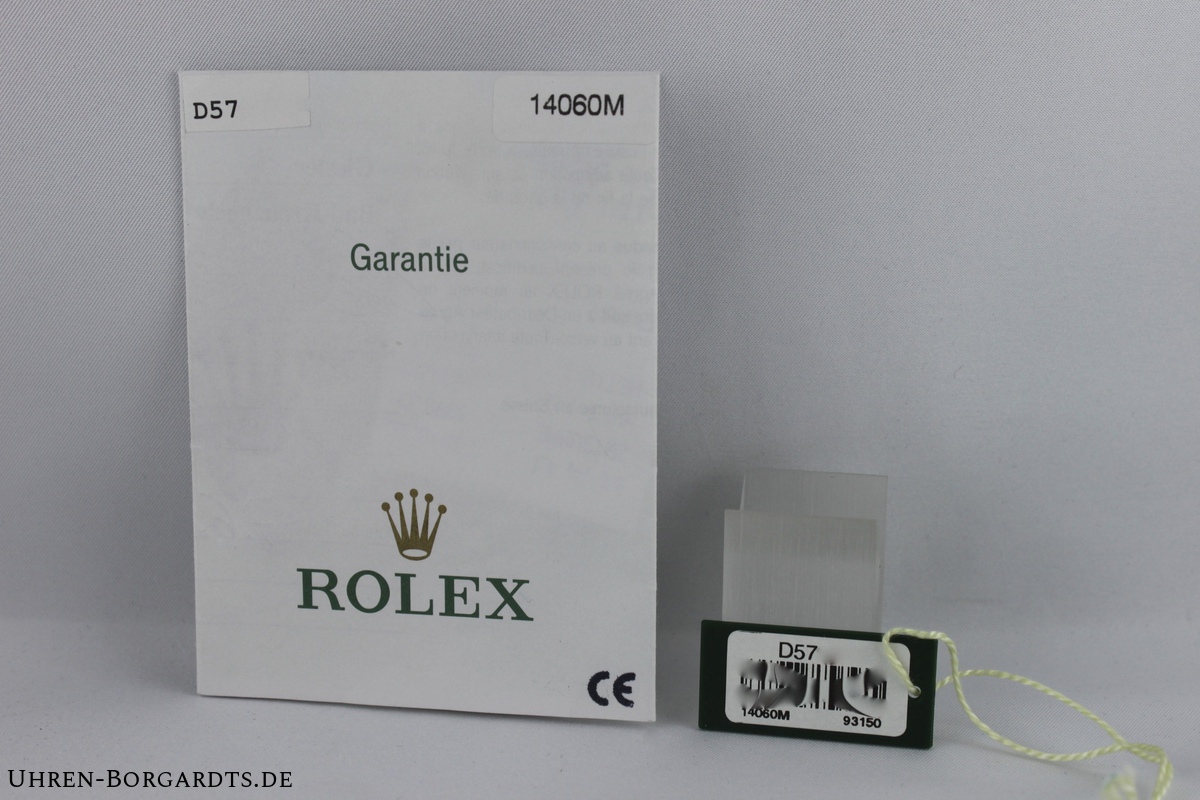 D57
14060M
Garantie
ROLEX
CE
D57
14060M
93150
UHREN-BORGARDTS.DE